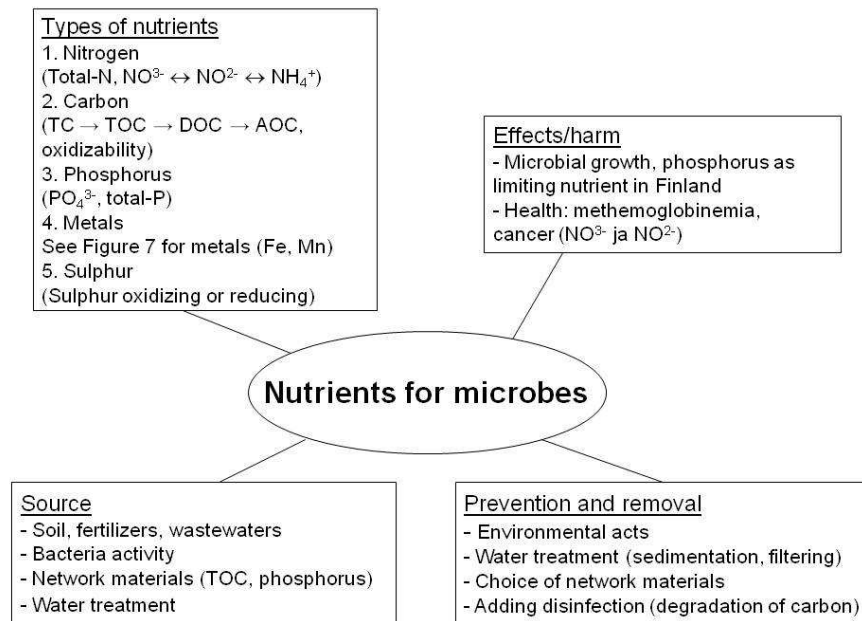 Types of nutrients
1. Nitrogen
(Total-N, NO³⁻ ↔ NO²⁻ ↔ NH₄⁺)
2. Carbon
(TC → TOC → DOC → AOC,
oxidizability)
3. Phosphorus
(PO₄³⁻, total-P)
4. Metals
See Figure 7 for metals (Fe, Mn)
5. Sulphur
(Sulphur oxidizing or reducing)
Effects/harm
- Microbial growth, phosphorus as
limiting nutrient in Finland
- Health: methemoglobinemia,
cancer (NO³⁻ ja NO²⁻)
Nutrients for microbes
Source
- Soil, fertilizers, wastewaters
- Bacteria activity
- Network materials (TOC, phosphorus)
- Water treatment
Prevention and removal
- Environmental acts
- Water treatment (sedimentation, filtering)
- Choice of network materials
- Adding disinfection (degradation of carbon)